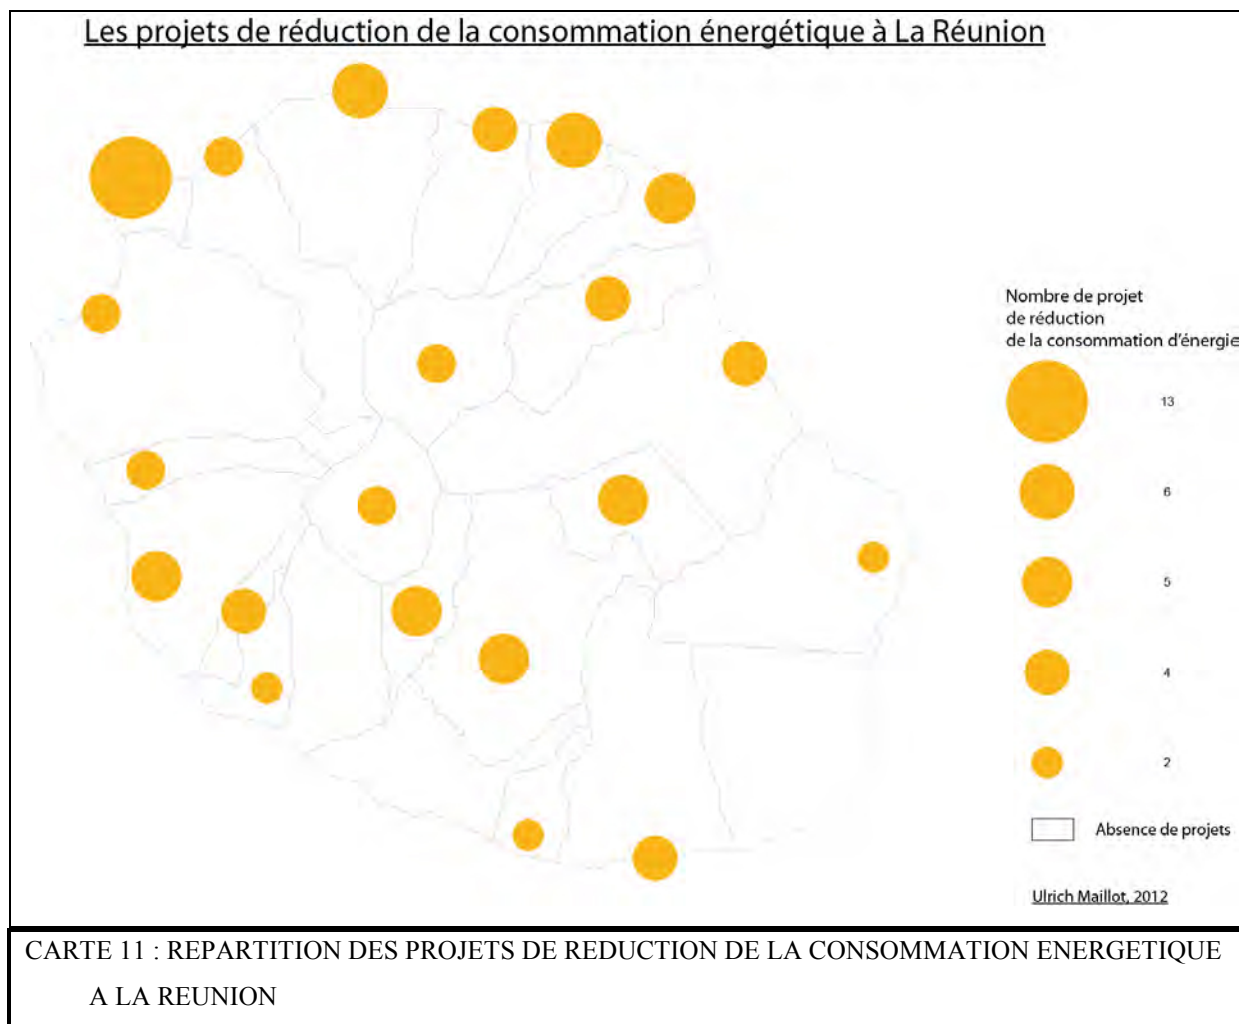 Les projets de réduction de la consommation énergétique à La Réunion
Nombre de projet
de réduction
de la consommation d'énergie
13
6
5
4
2
Absence de projets
Ulrich Maillot, 2012
CARTE 11 : REPARTITION DES PROJETS DE REDUCTION DE LA CONSOMMATION ENERGETIQUE
A LA REUNION